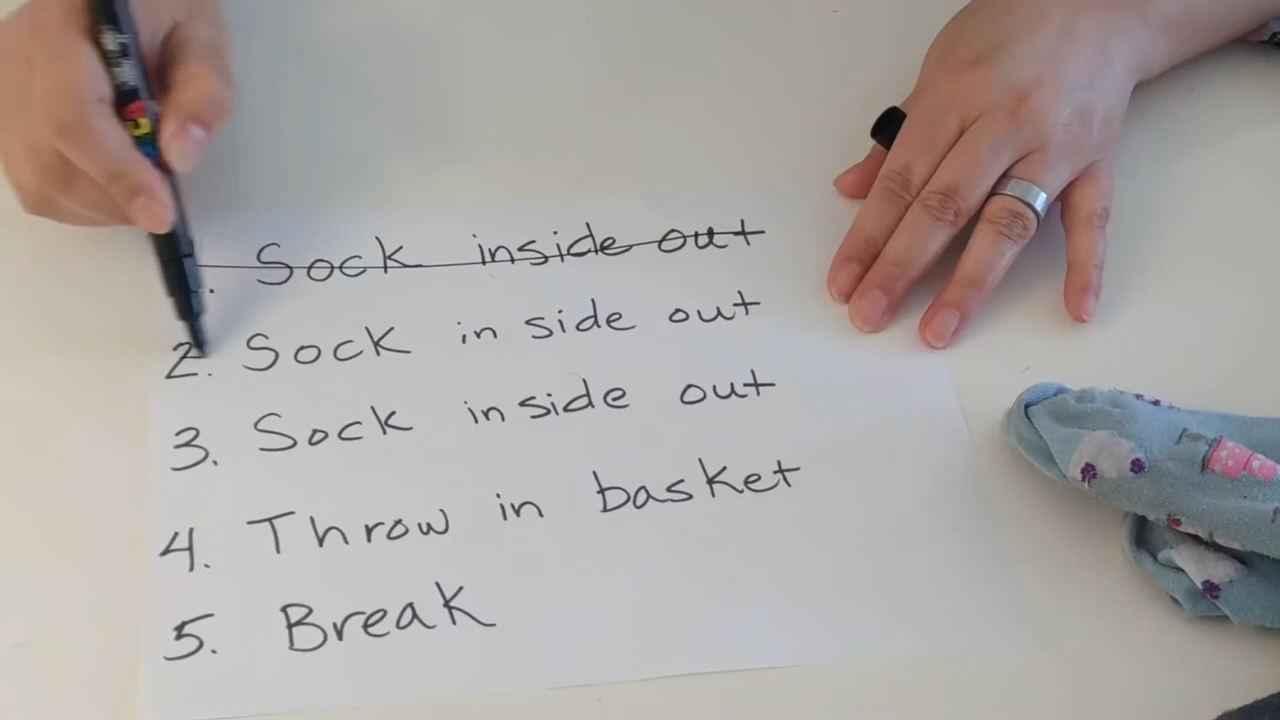 1. Sock inside out
2. Sock in side out
3. Sock inside out
4. Throw in basket
5. Break